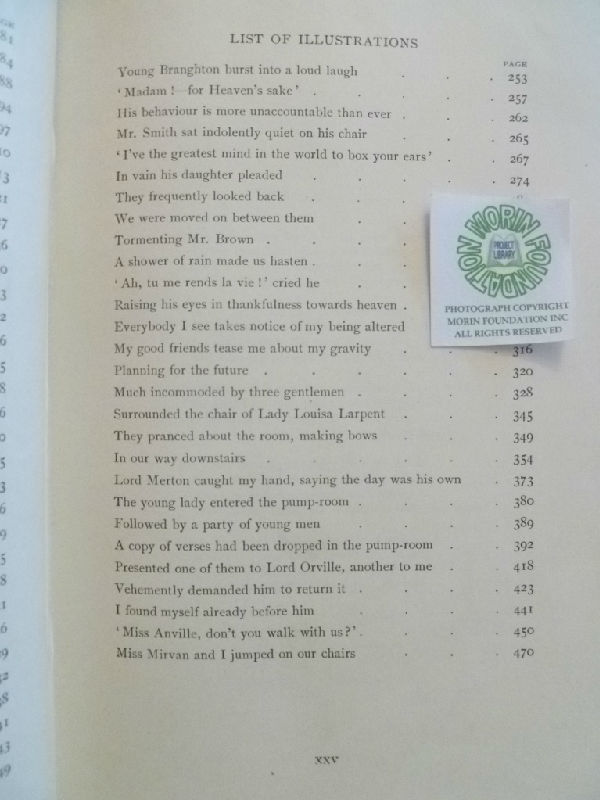 LIST OF ILLUSTRATIONS
PAGE
Young Branghton burst into a loud laugh . . . 253
‘Madam!—for Heaven's sake’ . . . . . 257
His behaviour is more unaccountable than ever . . . 262
Mr. Smith sat indolently quiet on his chair . . . 265
‘I've the greatest mind in the world to box your ears’ . . 267
In vain his daughter pleaded . . . . . 274
They frequently looked back . . .
We were moved on between them . .
Tormenting Mr. Brown . . . .
A shower of rain made us hasten . . .
‘Ah, tu me rends la vie!’ cried he . .
Raising his eyes in thankfulness towards heaven .
Everybody I see takes notice of my being altered
My good friends tease me about my gravity . . . 316
Planning for the future . . . . . . 320
Much incommoded by three gentlemen . . . . 328
Surrounded the chair of Lady Louisa Larpent . . . 345
They pranced about the room, making bows . . . 349
In our way downstairs . . . . . . 354
Lord Merton caught my hand, saying the day was his own . 373
The young lady entered the pump-room . . . . 380
Followed by a party of young men . . . . 389
A copy of verses had been dropped in the pump-room . . 392
Presented one of them to Lord Orville, another to me . . 418
Vehemently demanded him to return it . . . . 423
I found myself already before him . . . . 441
‘Miss Anville, don't you walk with us?’ . . . . 450
Miss Mirvan and I jumped on our chairs . . . 470
xxv
MORIN FOUNDATION
PROJECT
LIBRARY
PHOTOGRAPH COPYRIGHT
MORIN FOUNDATION INC
ALL RIGHTS RESERVED